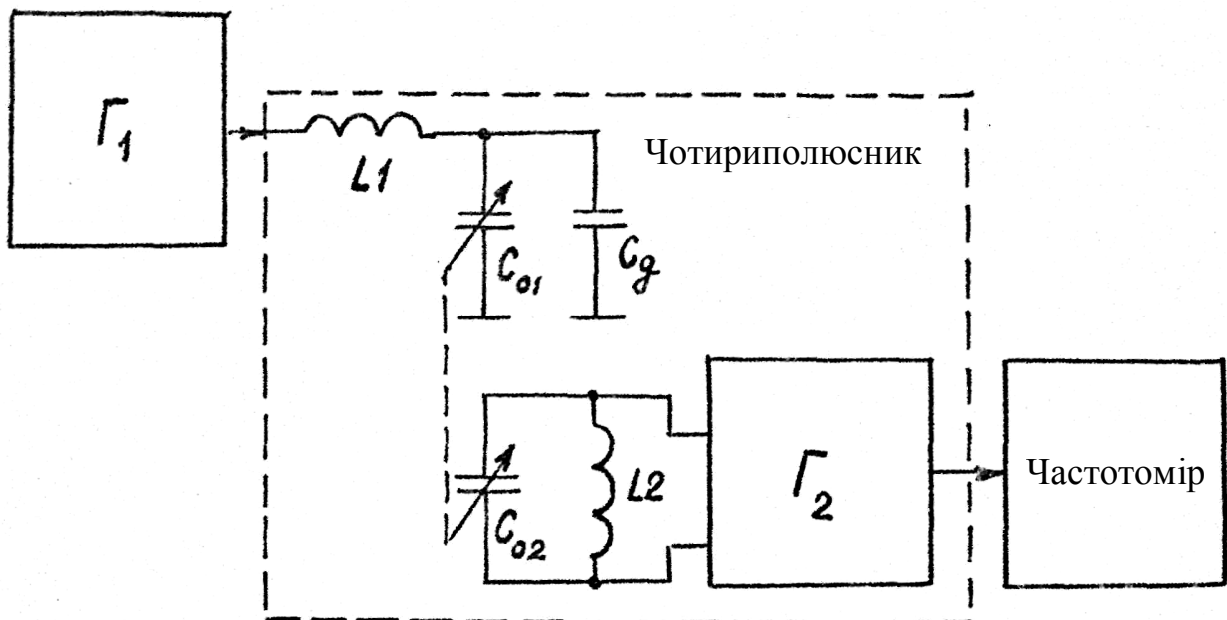 Г₁
L1
Чотириполюсник
C₀₁
Cg
C₀₂
L2
Г₂
Частотомір